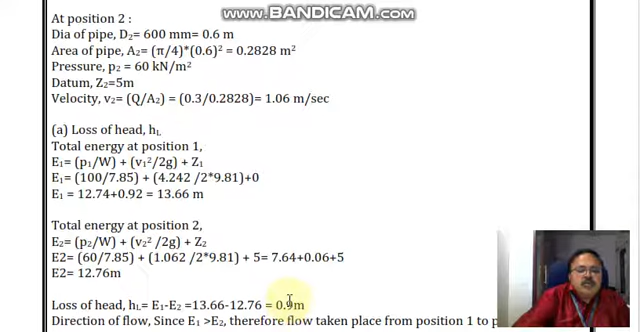 www.BANDICAM.com
At position 2 :
Dia of pipe, D₂= 600 mm= 0.6 m
Area of pipe, A₂= (π/4)*(0.6)² = 0.2828 m²
Pressure, p₂ = 60 kN/m²
Datum, Z₂=5m
Velocity, v₂= (Q/A₂) = (0.3/0.2828)= 1.06 m/sec
(a) Loss of head, hL
Total energy at position 1,
E₁= (p₁/W) + (v₁²/2g) + Z₁
E₁= (100/7.85) + (4.242 /2*9.81)+0
E₁ = 12.74+0.92 = 13.66 m
Total energy at position 2,
E₂= (p₂/W) + (v₂² /2g) + Z₂
E2= (60/7.85) + (1.062 /2*9.81) + 5= 7.64+0.06+5
E2= 12.76m
Loss of head, hL= E₁-E₂ =13.66-12.76 = 0.9m
Direction of flow, Since E₁ >E₂, therefore flow taken place from position 1 to p